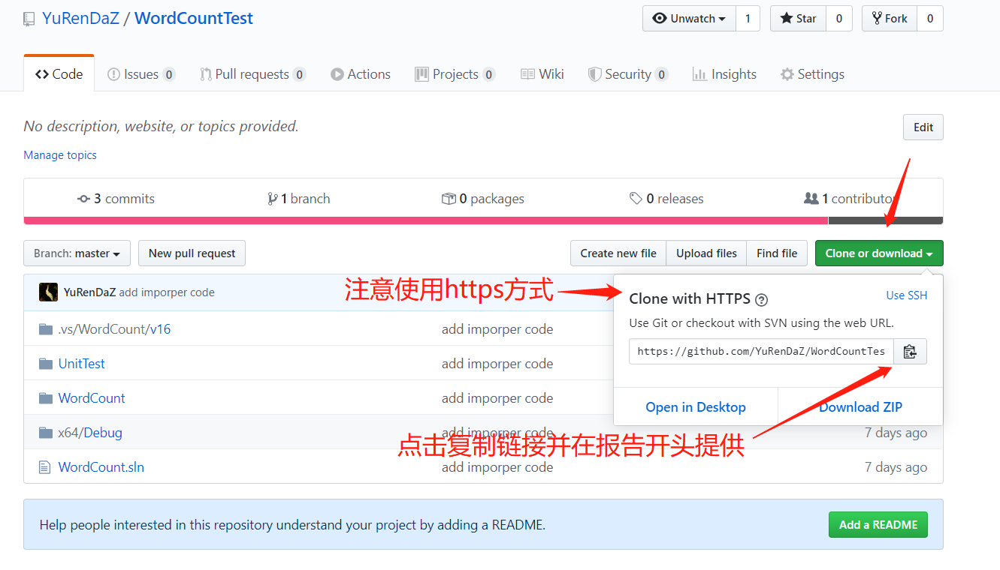 YuRenDaZ / WordCountTest
Unwatch 1 Star 0 Fork 0
Code Issues 0 Pull requests 0 Actions Projects 0 Wiki Security 0 Insights Settings
No description, website, or topics provided.
Edit
Manage topics
3 commits 1 branch 0 packages 0 releases 1 contributor
Branch: master New pull request Create new file Upload files Find file Clone or download
YuRenDaZ add imporper code
注意使用https方式
Clone with HTTPS Use SSH
Use Git or checkout with SVN using the web URL.
https://github.com/YuRenDaZ/WordCountTes
Open in Desktop Download ZIP
.vs/WordCount/v16 add imporper code
UnitTest add imporper code
WordCount add imporper code
x64/Debug add imporper code 7 days ago
点击复制链接并在报告开头提供
WordCount.sln add imporper code 7 days ago
Help people interested in this repository understand your project by adding a README.
Add a README